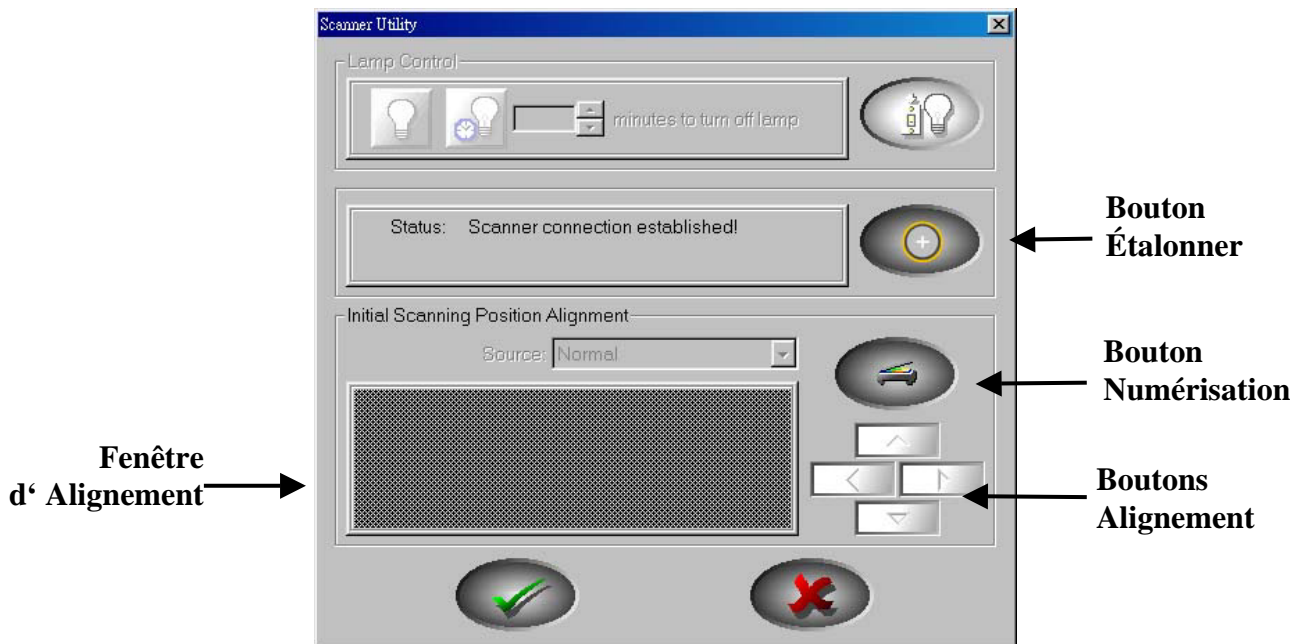 Scanner Utility
Lamp Control
minutes to turn off lamp
Status: Scanner connection established!
Bouton
Étalonner
Initial Scanning Position Alignment
Source: Normal
Bouton
Numérisation
Fenêtre
d‘ Alignement
Boutons
Alignement